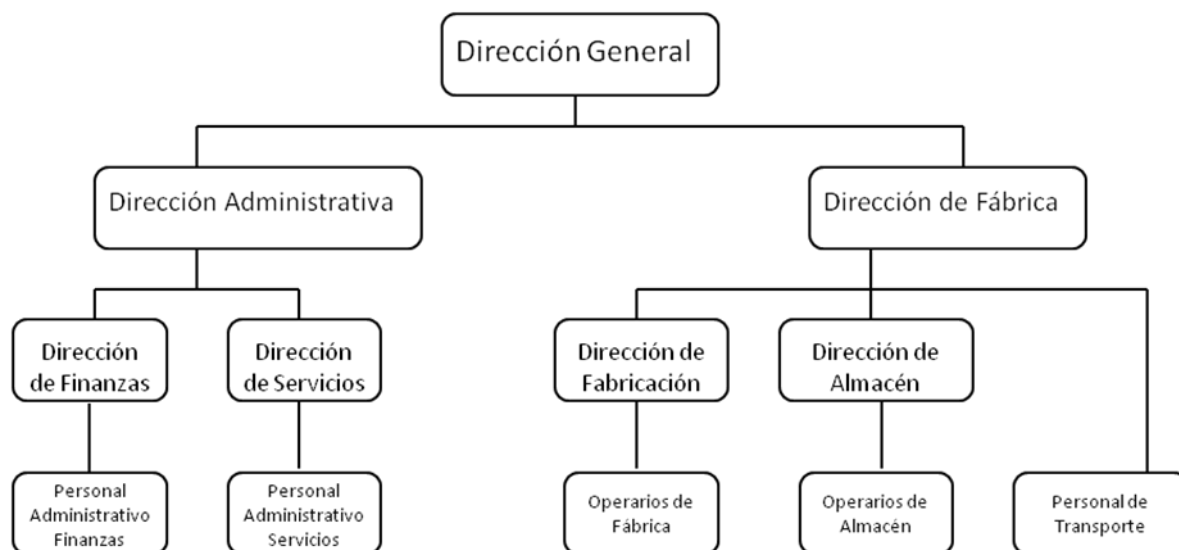 Dirección General
Dirección Administrativa
Dirección de Fábrica
Dirección
de Finanzas
Dirección
de Servicios
Dirección de
Fabricación
Dirección de
Almacén
Personal
Administrativo
Finanzas
Personal
Administrativo
Servicios
Operarios de
Fábrica
Operarios de
Almacén
Personal de
Transporte